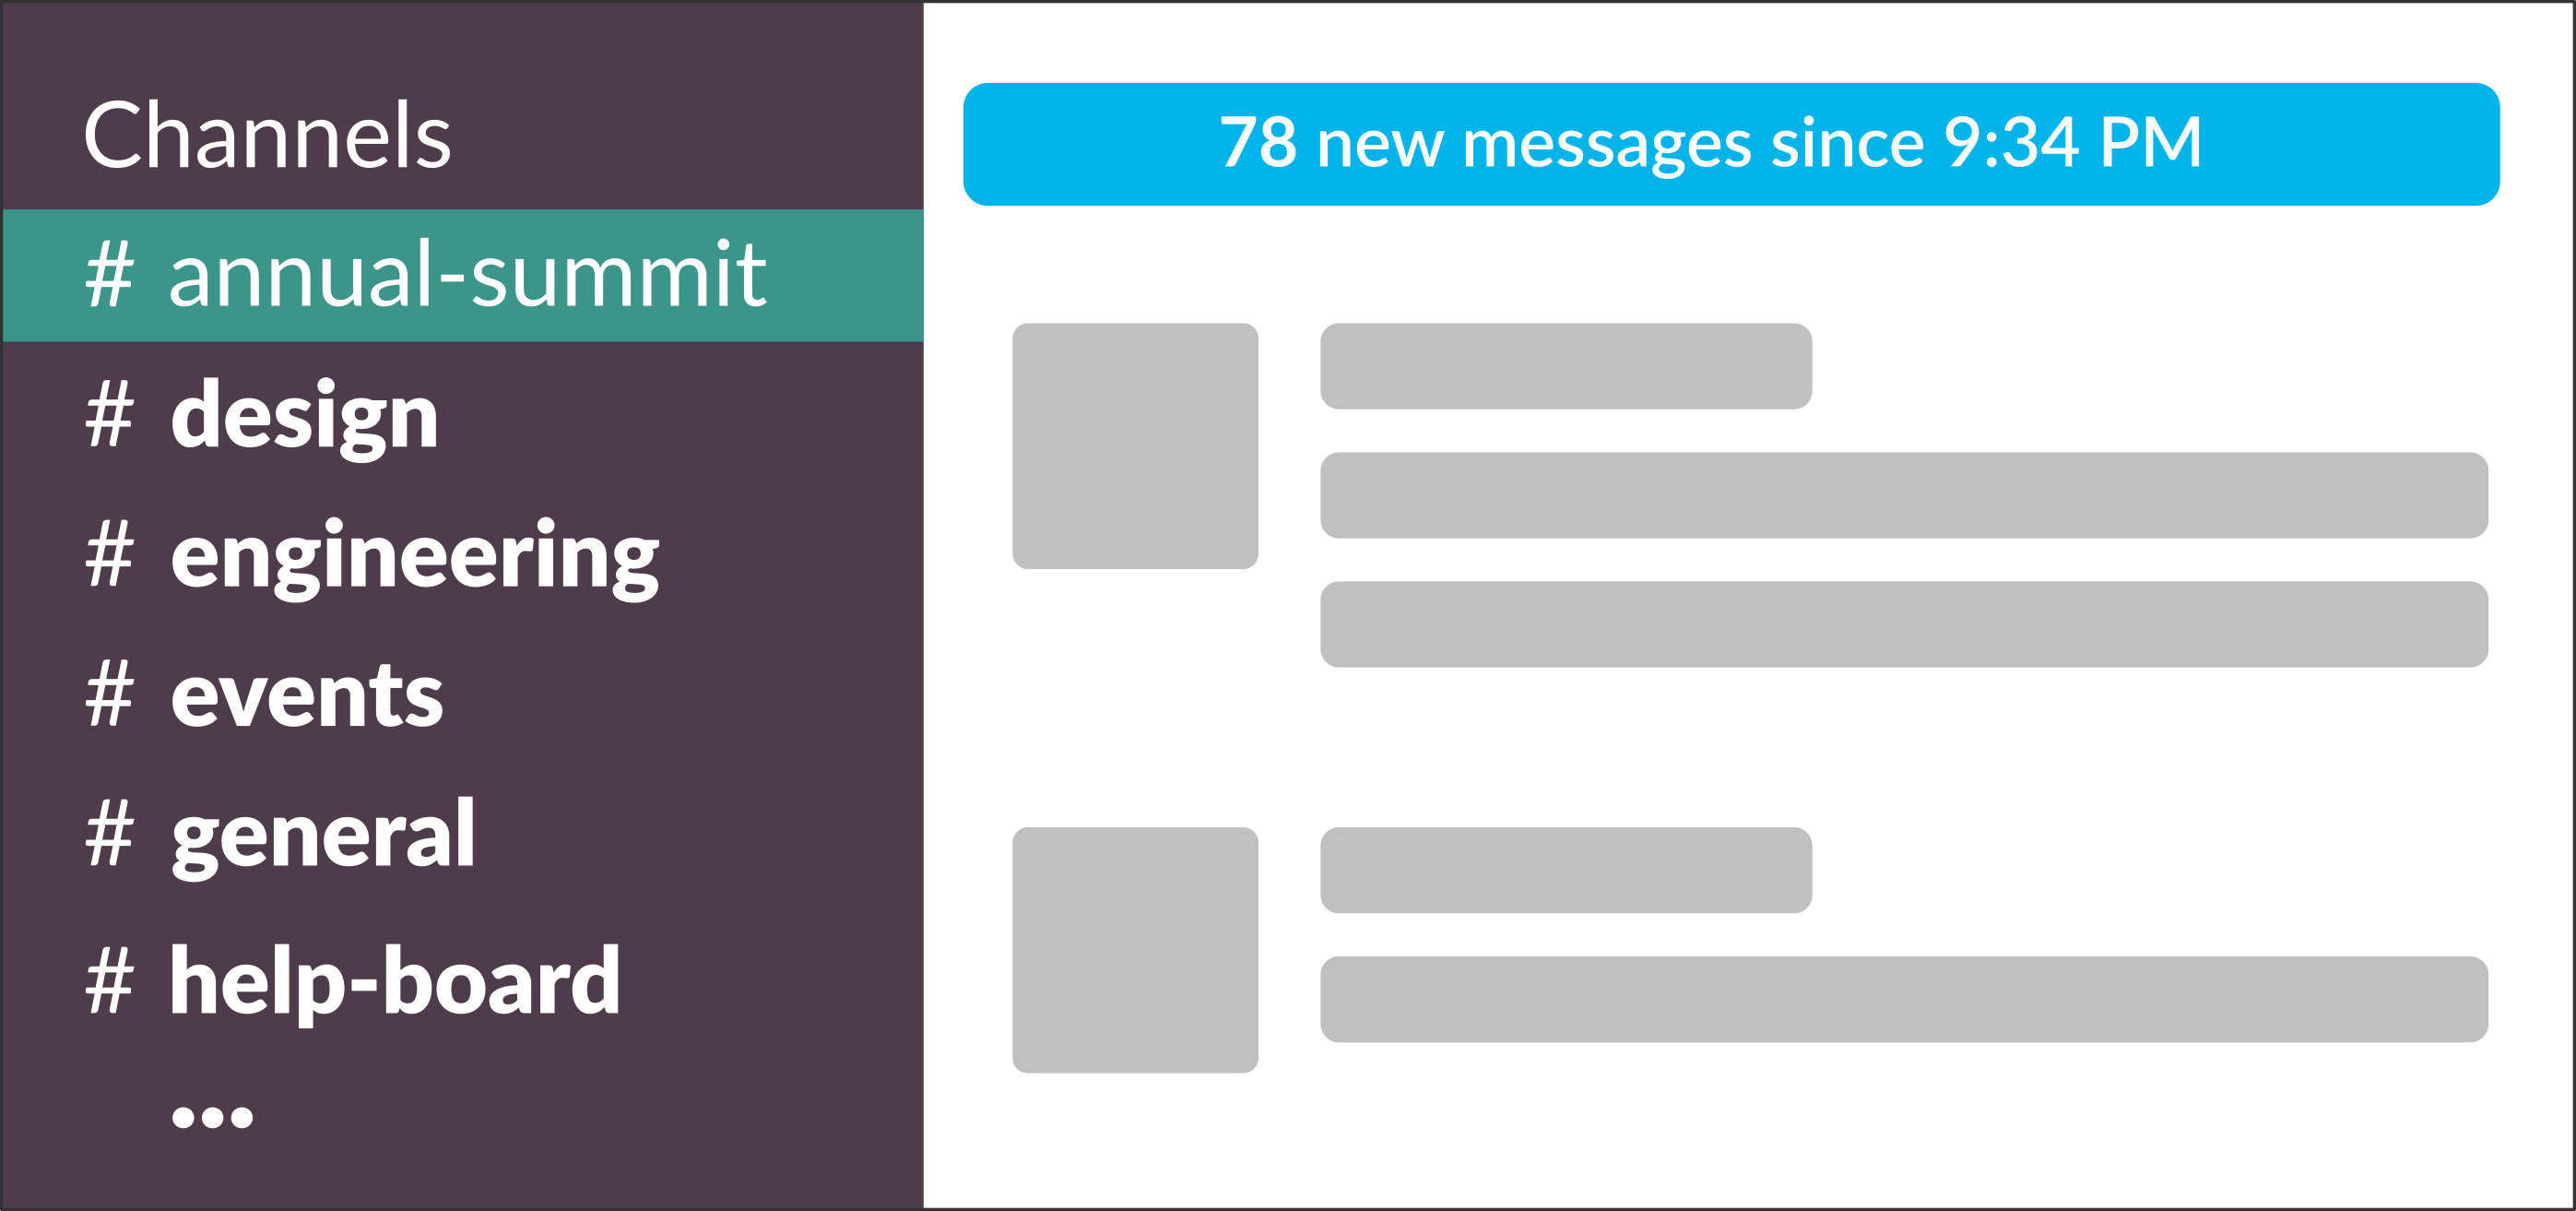 Channels
# annual-summit
# design
# engineering
# events
# general
# help-board
...
78 new messages since 9:34 PM